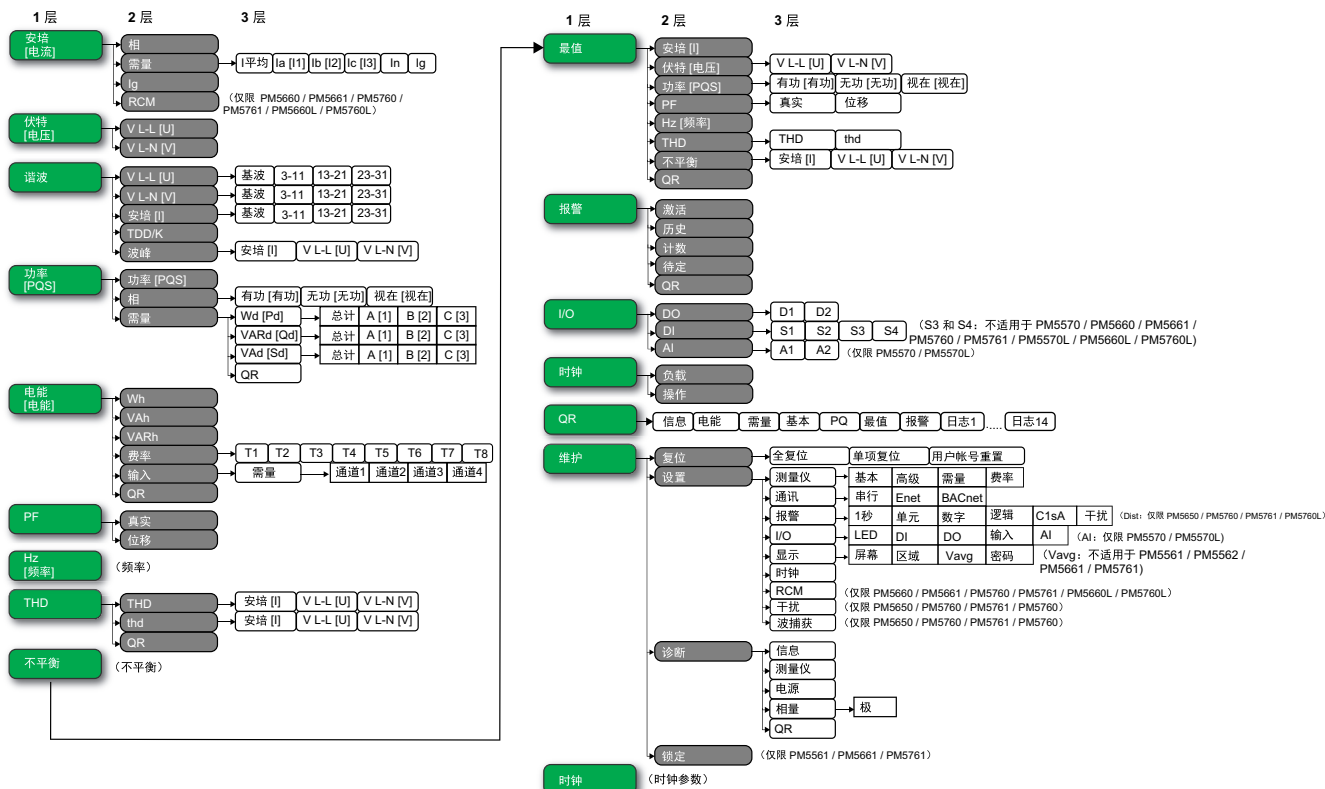 1 层 2 层 3 层
安培
[电流]
相
需量 I平均 Ia [I1] Ib [I2] Ic [I3] In Ig
Ig
RCM （仅限 PM5660 / PM5661 / PM5760 /
PM5761 / PM5660L / PM5760L）
伏特
[电压]
V L-L [U]
V L-N [V]
谐波
V L-L [U] 基波 3-11 13-21 23-31
V L-N [V] 基波 3-11 13-21 23-31
安培 [I] 基波 3-11 13-21 23-31
TDD/K
波峰 安培 [I] V L-L [U] V L-N [V]
功率
[PQS]
功率 [PQS]
相 有功 [有功] 无功 [无功] 视在 [视在]
需量 Wd [Pd] 总计 A [1] B [2] C [3]
VARd [Qd] 总计 A [1] B [2] C [3]
VAd [Sd] 总计 A [1] B [2] C [3]
QR
电能
[电能]
Wh
VAh
VARh
费率 T1 T2 T3 T4 T5 T6 T7 T8
输入 需量 通道1 通道2 通道3 通道4
QR
PF
真实
位移
Hz
[频率]
（频率）
THD
THD 安培 [I] V L-L [U] V L-N [V]
thd 安培 [I] V L-L [U] V L-N [V]
QR
不平衡 （不平衡）
1 层 2 层 3 层
最值
安培 [I]
伏特 [电压] V L-L [U] V L-N [V]
功率 [PQS] 有功 [有功] 无功 [无功] 视在 [视在]
PF 真实 位移
Hz [频率]
THD THD thd
不平衡 安培 [I] V L-L [U] V L-N [V]
QR
报警
激活
历史
计数
待定
QR
I/O
DO D1 D2
DI S1 S2 S3 S4 （S3 和 S4：不适用于 PM5570 / PM5660 / PM5661 /
PM5760 / PM5761 / PM5570L / PM5660L / PM5760L)
AI A1 A2 （仅限 PM5570 / PM5570L）
时钟
负载
操作
QR 信息 电能 需量 基本 PQ 最值 报警 日志1 ..... 日志14
维护
复位 全复位 单项复位 用户帐号重置
设置 测量仪 基本 高级 需量 费率
通讯 串行 Enet BACnet
报警 1秒 单元 数字 逻辑 C1sA 干扰 （Dist：仅限 PM5650 / PM5760 / PM5761 / PM5760L）
I/O LED DI DO 输入 AI （AI：仅限 PM5570 / PM5570L)
显示 屏幕 区域 Vavg 密码 （Vavg：不适用于 PM5561 / PM5562 /
PM5661 / PM5761)
时钟
RCM （仅限 PM5660 / PM5661 / PM5760 / PM5761 / PM5660L / PM5760L）
干扰 （仅限 PM5650 / PM5760 / PM5761 / PM5760）
波捕获 （仅限 PM5650 / PM5760 / PM5761 / PM5760）
诊断 信息
测量仪
电源
相量 极
QR
锁定 （仅限 PM5561 / PM5661 / PM5761）
时钟 （时钟参数）